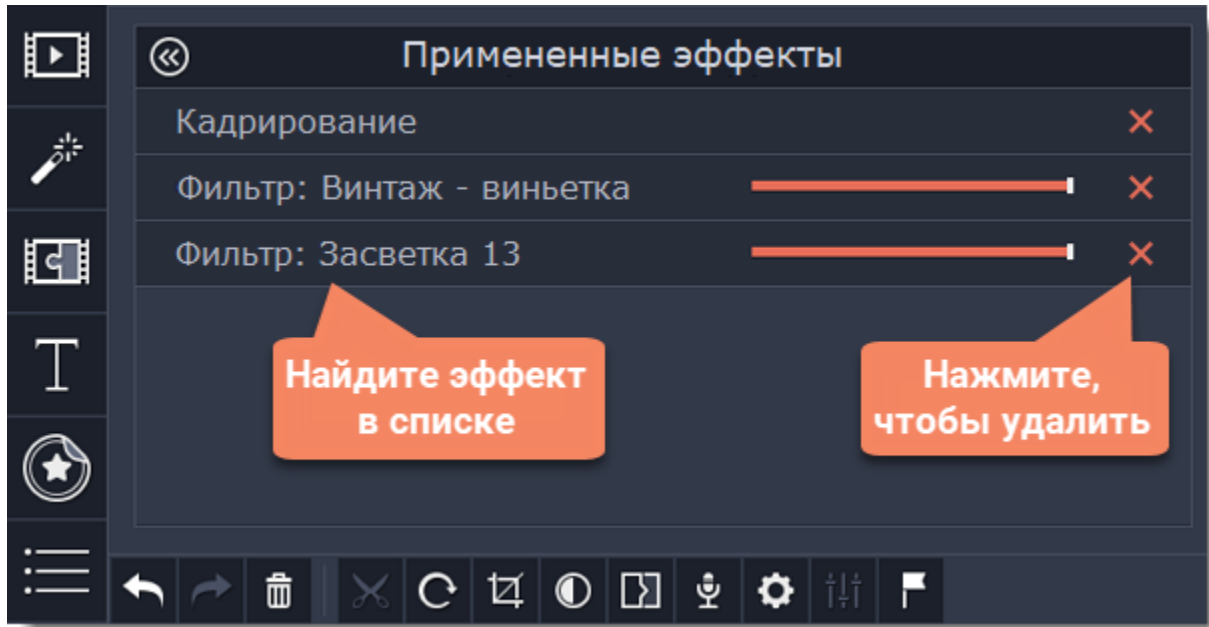 Примененные эффекты
Кадрирование
Фильтр: Винтаж - виньетка
Фильтр: Засветка 13
Найдите эффект
в списке
Нажмите,
чтобы удалить